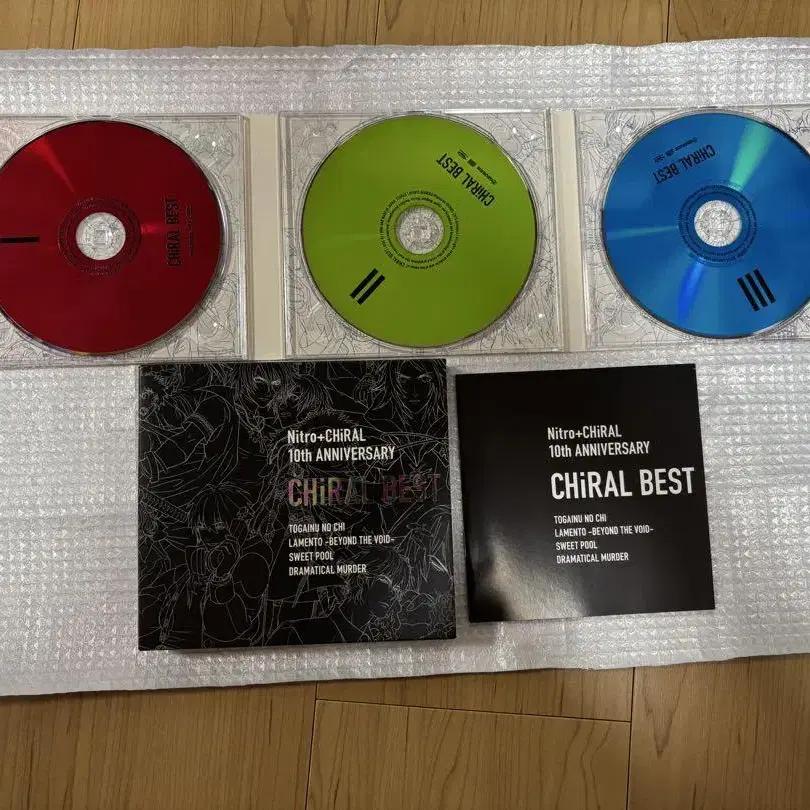 CHiRAL BEST
I
CHiRAL BEST
II
CHiRAL BEST
III
Nitro+CHiRAL
10th ANNIVERSARY
CHiRAL BEST
TOGAINU NO CHI
LAMENTO -BEYOND THE VOID-
SWEET POOL
DRAMATICAL MURDER
Nitro+CHiRAL
10th ANNIVERSARY
CHiRAL BEST
TOGAINU NO CHI
LAMENTO -BEYOND THE VOID-
SWEET POOL
DRAMATICAL MURDER